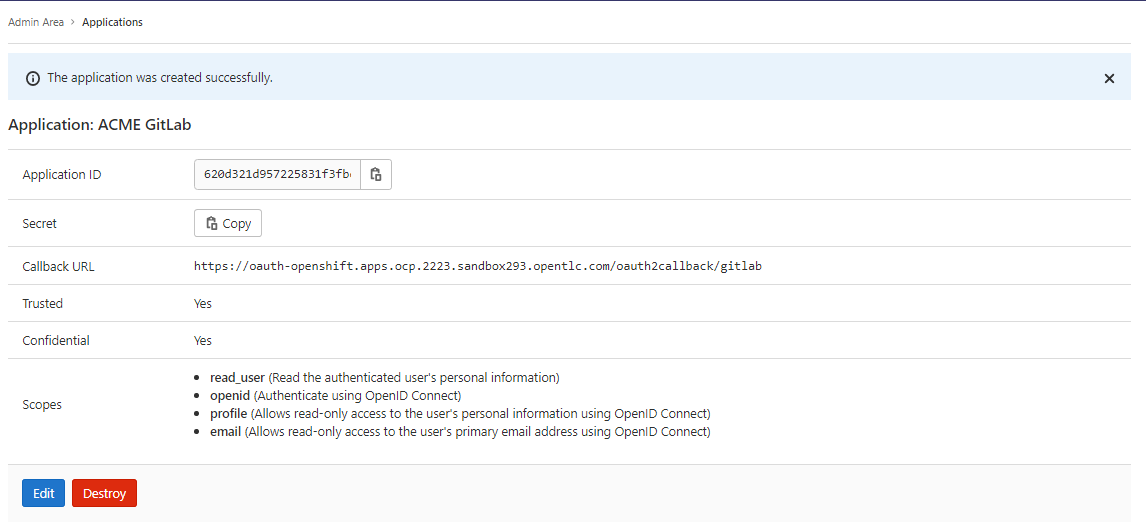 Admin Area > Applications
The application was created successfully.
Application: ACME GitLab
Application ID 620d321d957225831f3fb
Secret Copy
Callback URL https://oauth-openshift.apps.ocp.2223.sandbox293.opentlc.com/oauth2callback/gitlab
Trusted Yes
Confidential Yes
Scopes
• read_user (Read the authenticated user's personal information)
• openid (Authenticate using OpenID Connect)
• profile (Allows read-only access to the user's personal information using OpenID Connect)
• email (Allows read-only access to the user's primary email address using OpenID Connect)
Edit Destroy